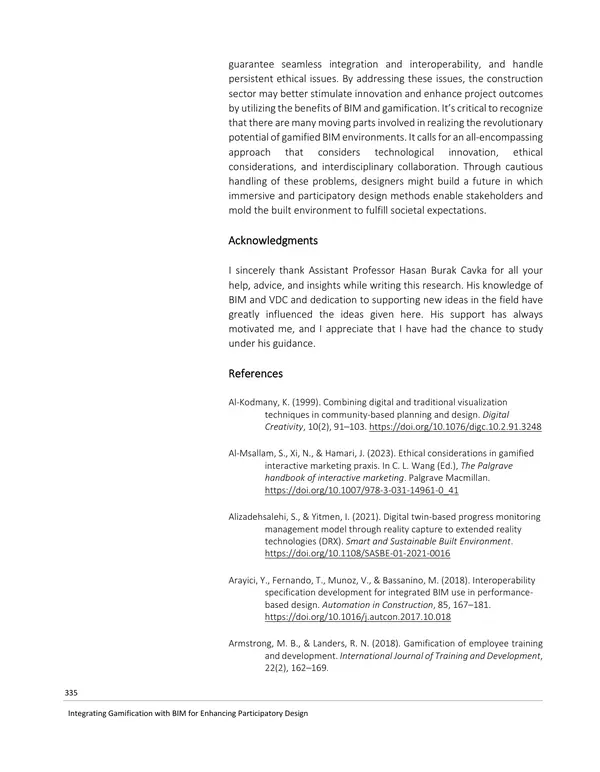 guarantee seamless integration and interoperability, and handle
persistent ethical issues. By addressing these issues, the construction
sector may better stimulate innovation and enhance project outcomes
by utilizing the benefits of BIM and gamification. It's critical to recognize
that there are many moving parts involved in realizing the revolutionary
potential of gamified BIM environments. It calls for an all-encompassing
approach that considers technological innovation, ethical
considerations, and interdisciplinary collaboration. Through cautious
handling of these problems, designers might build a future in which
immersive and participatory design methods enable stakeholders and
mold the built environment to fulfill societal expectations.
Acknowledgments
I sincerely thank Assistant Professor Hasan Burak Cavka for all your
help, advice, and insights while writing this research. His knowledge of
BIM and VDC and dedication to supporting new ideas in the field have
greatly influenced the ideas given here. His support has always
motivated me, and I appreciate that I have had the chance to study
under his guidance.
References
Al-Kodmany, K. (1999). Combining digital and traditional visualization
techniques in community-based planning and design. Digital
Creativity, 10(2), 91–103. https://doi.org/10.1076/digc.10.2.91.3248
Al-Msallam, S., Xi, N., & Hamari, J. (2023). Ethical considerations in gamified
interactive marketing praxis. In C. L. Wang (Ed.), The Palgrave
handbook of interactive marketing. Palgrave Macmillan.
https://doi.org/10.1007/978-3-031-14961-0_41
Alizadehsalehi, S., & Yitmen, I. (2021). Digital twin-based progress monitoring
management model through reality capture to extended reality
technologies (DRX). Smart and Sustainable Built Environment.
https://doi.org/10.1108/SASBE-01-2021-0016
Arayici, Y., Fernando, T., Munoz, V., & Bassanino, M. (2018). Interoperability
specification development for integrated BIM use in performance-
based design. Automation in Construction, 85, 167–181.
https://doi.org/10.1016/j.autcon.2017.10.018
Armstrong, M. B., & Landers, R. N. (2018). Gamification of employee training
and development. International Journal of Training and Development,
22(2), 162–169.
335
Integrating Gamification with BIM for Enhancing Participatory Design